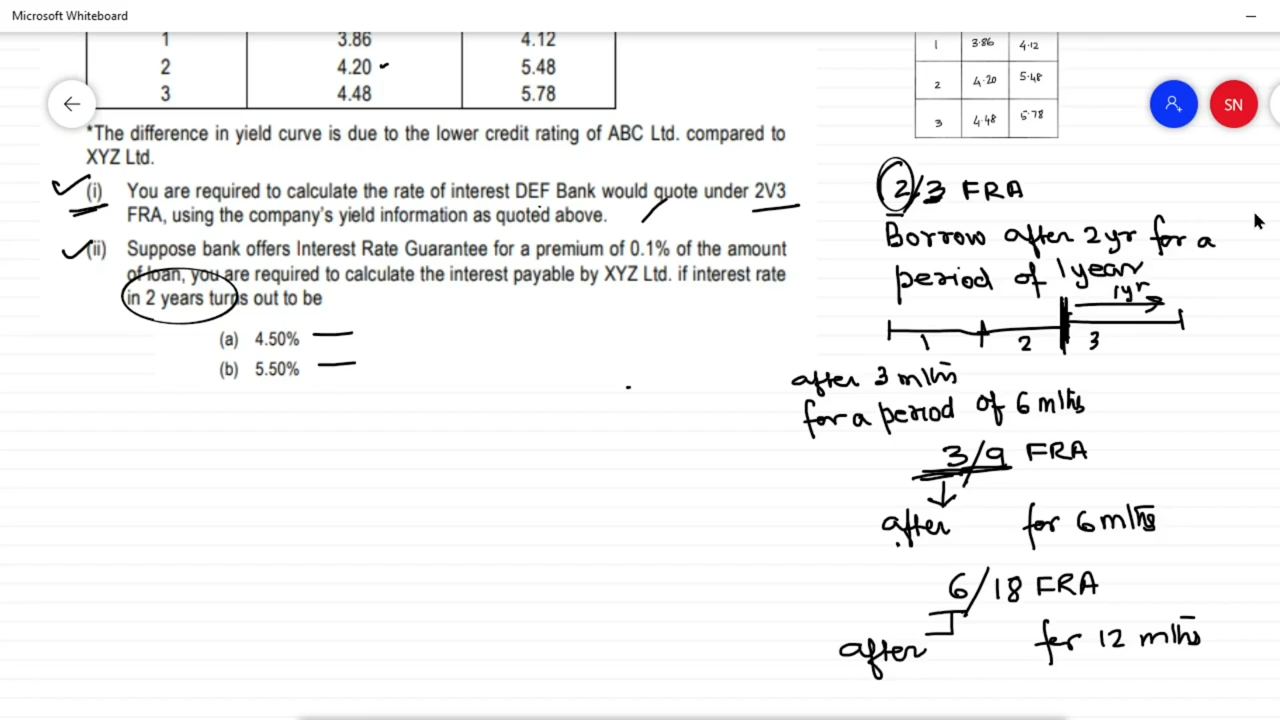 Microsoft Whiteboard
1 3.86 4.12
2 4.20 5.48
3 4.48 5.78
*The difference in yield curve is due to the lower credit rating of ABC Ltd. compared to
XYZ Ltd.
(i) You are required to calculate the rate of interest DEF Bank would quote under 2V3
FRA, using the company's yield information as quoted above.
(ii) Suppose bank offers Interest Rate Guarantee for a premium of 0.1% of the amount
of loan, you are required to calculate the interest payable by XYZ Ltd. if interest rate
in 2 years turns out to be
(a) 4.50%
(b) 5.50%
SN
1 3.86 4.12
2 4.20 5.48
3 4.48 5.78
2/3 FRA
Borrow after 2 yr for a
period of 1 year
1yr
1 2 3
after 3 mths
for a period of 6 mths
3/9 FRA
after for 6 mths
6/18 FRA
after for 12 mths